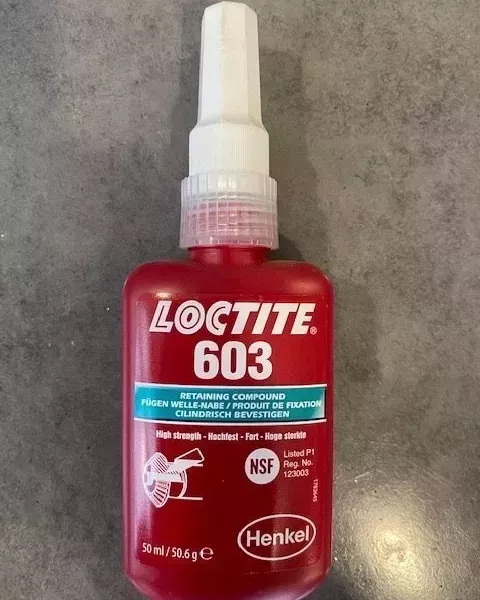 LOCTITE®
603
RETAINING COMPOUND
FÜGEN WELLE-NABE / PRODUIT DE FIXATION
CILINDRISCH BEVESTIGEN
High strength - Hochfest - Fort - Hoge sterkte
NSF
Listed P1
Reg. No.
123003
50 ml / 50.6 g ℮
Henkel